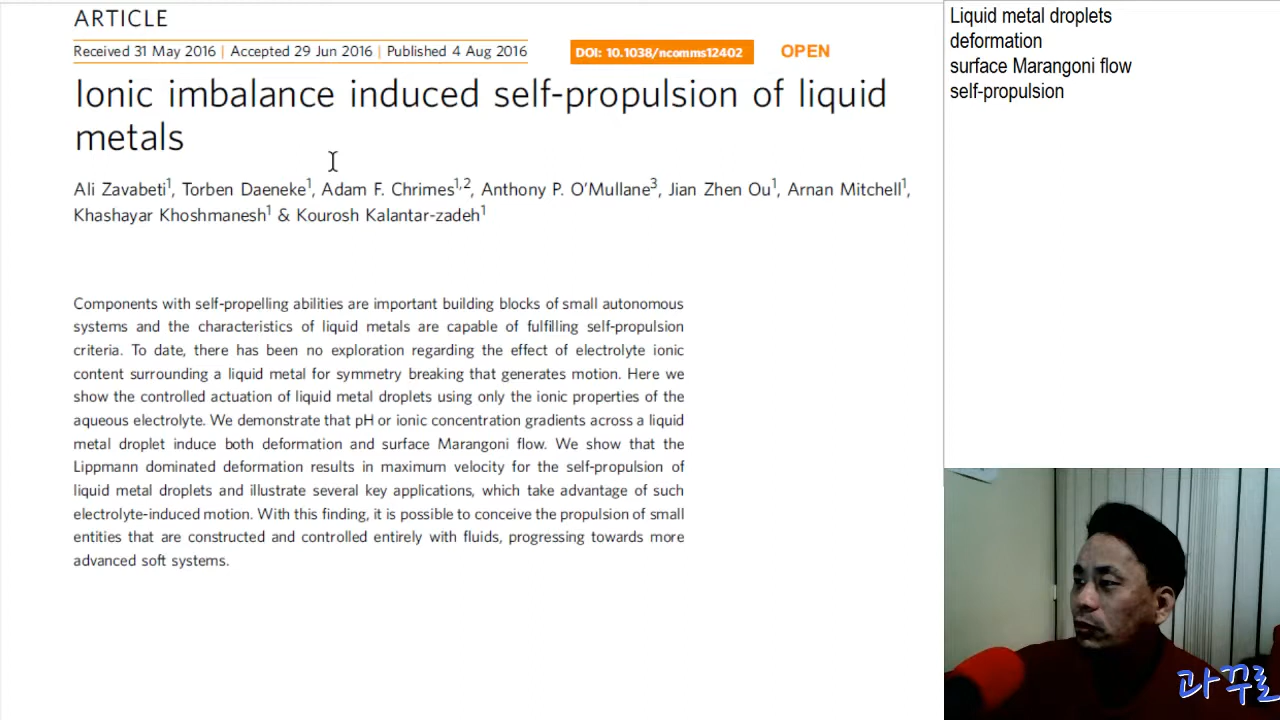 ARTICLE
Received 31 May 2016 | Accepted 29 Jun 2016 | Published 4 Aug 2016
DOI: 10.1038/ncomms12402
OPEN
Ionic imbalance induced self-propulsion of liquid
metals
Ali Zavabeti1, Torben Daeneke1, Adam F. Chrimes1,2, Anthony P. O’Mullane3, Jian Zhen Ou1, Arnan Mitchell1,
Khashayar Khoshmanesh1 & Kourosh Kalantar-zadeh1
Components with self-propelling abilities are important building blocks of small autonomous
systems and the characteristics of liquid metals are capable of fulfilling self-propulsion
criteria. To date, there has been no exploration regarding the effect of electrolyte ionic
content surrounding a liquid metal for symmetry breaking that generates motion. Here we
show the controlled actuation of liquid metal droplets using only the ionic properties of the
aqueous electrolyte. We demonstrate that pH or ionic concentration gradients across a liquid
metal droplet induce both deformation and surface Marangoni flow. We show that the
Lippmann dominated deformation results in maximum velocity for the self-propulsion of
liquid metal droplets and illustrate several key applications, which take advantage of such
electrolyte-induced motion. With this finding, it is possible to conceive the propulsion of small
entities that are constructed and controlled entirely with fluids, progressing towards more
advanced soft systems.
Liquid metal droplets
deformation
surface Marangoni flow
self-propulsion
과꾸로